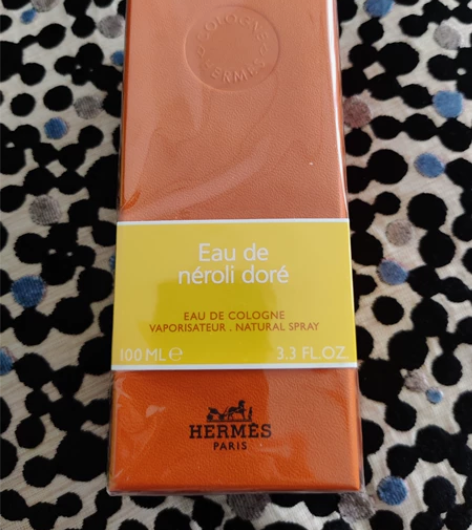 COLOGNE
HERMÈS
Eau de
néroli doré
EAU DE COLOGNE
VAPORISATEUR . NATURAL SPRAY
100 ML ℮ 3.3 FL.OZ.
HERMÈS
PARIS